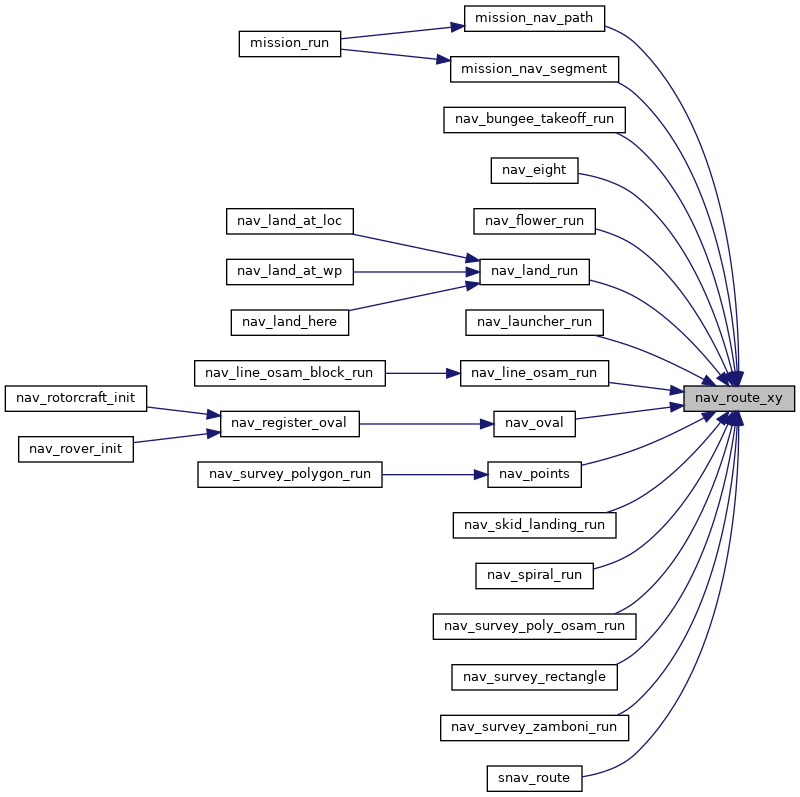 mission_nav_path
mission_run
mission_nav_segment
nav_bungee_takeoff_run
nav_eight
nav_land_at_loc
nav_flower_run
nav_land_at_wp
nav_land_run
nav_land_here
nav_launcher_run
nav_line_osam_block_run
nav_line_osam_run
nav_rotorcraft_init
nav_route_xy
nav_register_oval
nav_oval
nav_rover_init
nav_survey_polygon_run
nav_points
nav_skid_landing_run
nav_spiral_run
nav_survey_poly_osam_run
nav_survey_rectangle
nav_survey_zamboni_run
snav_route